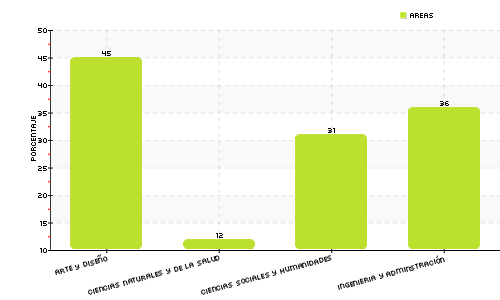 AREAS
PORCENTAJE
50
45
40
35
30
25
20
15
10
45
12
31
36
ARTE Y DISEÑO
CIENCIAS NATURALES Y DE LA SALUD
CIENCIAS SOCIALES Y HUMANIDADES
INGENIERIA Y ADMINSTRACIÓN